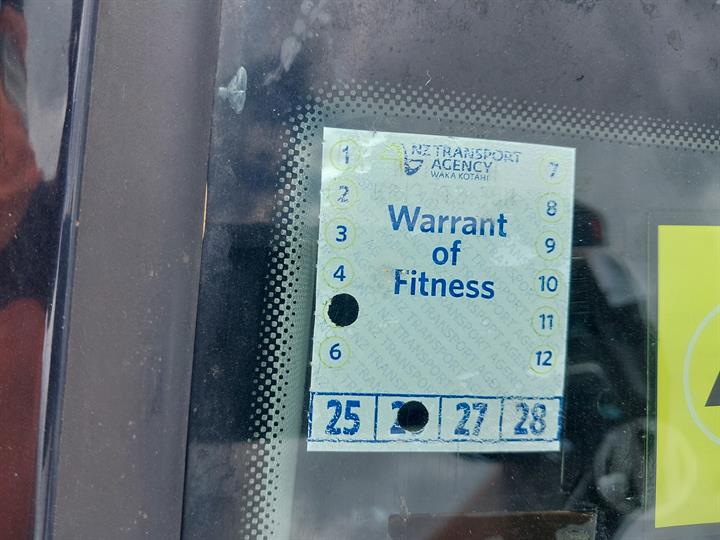 1
NZ TRANSPORT
AGENCY
WAKA KOTAHI
7
2
8
Warrant
of
Fitness
3
9
4
10
11
6
12
25 27 28